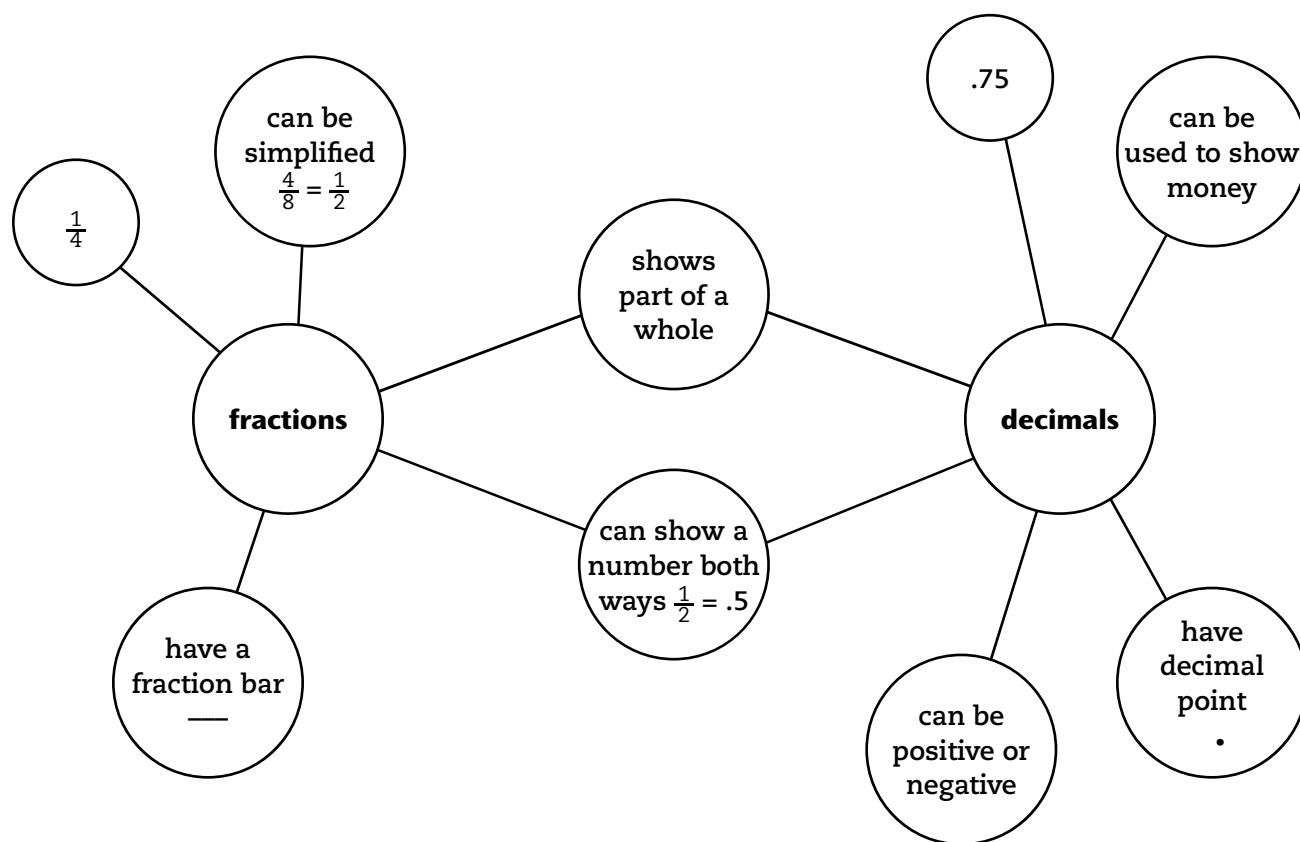 1/4
can be
simplified
4/8 = 1/2
fractions
have a
fraction bar
shows
part of a
whole
can show a
number both
ways 1/2 = .5
.75
can be
used to show
money
decimals
can be
positive or
negative
have
decimal
point
.